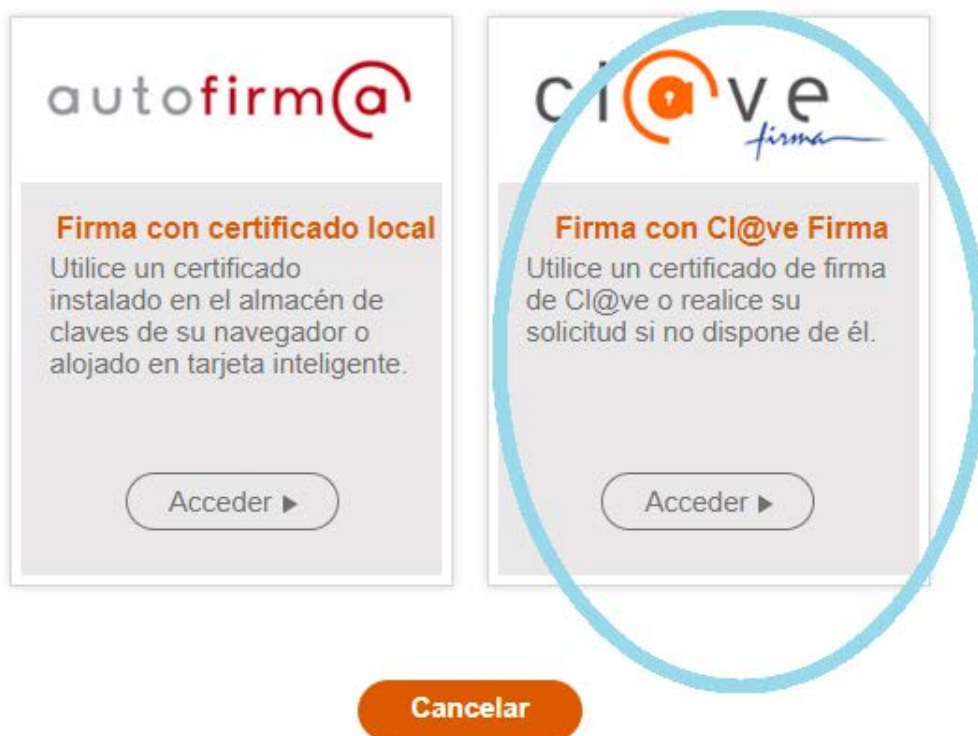 autofirm@
Firma con certificado local
Utilice un certificado
instalado en el almacén de
claves de su navegador o
alojado en tarjeta inteligente.
Acceder
cl@ve
firma
Firma con Cl@ve Firma
Utilice un certificado de firma
de Cl@ve o realice su
solicitud si no dispone de él.
Acceder
Cancelar